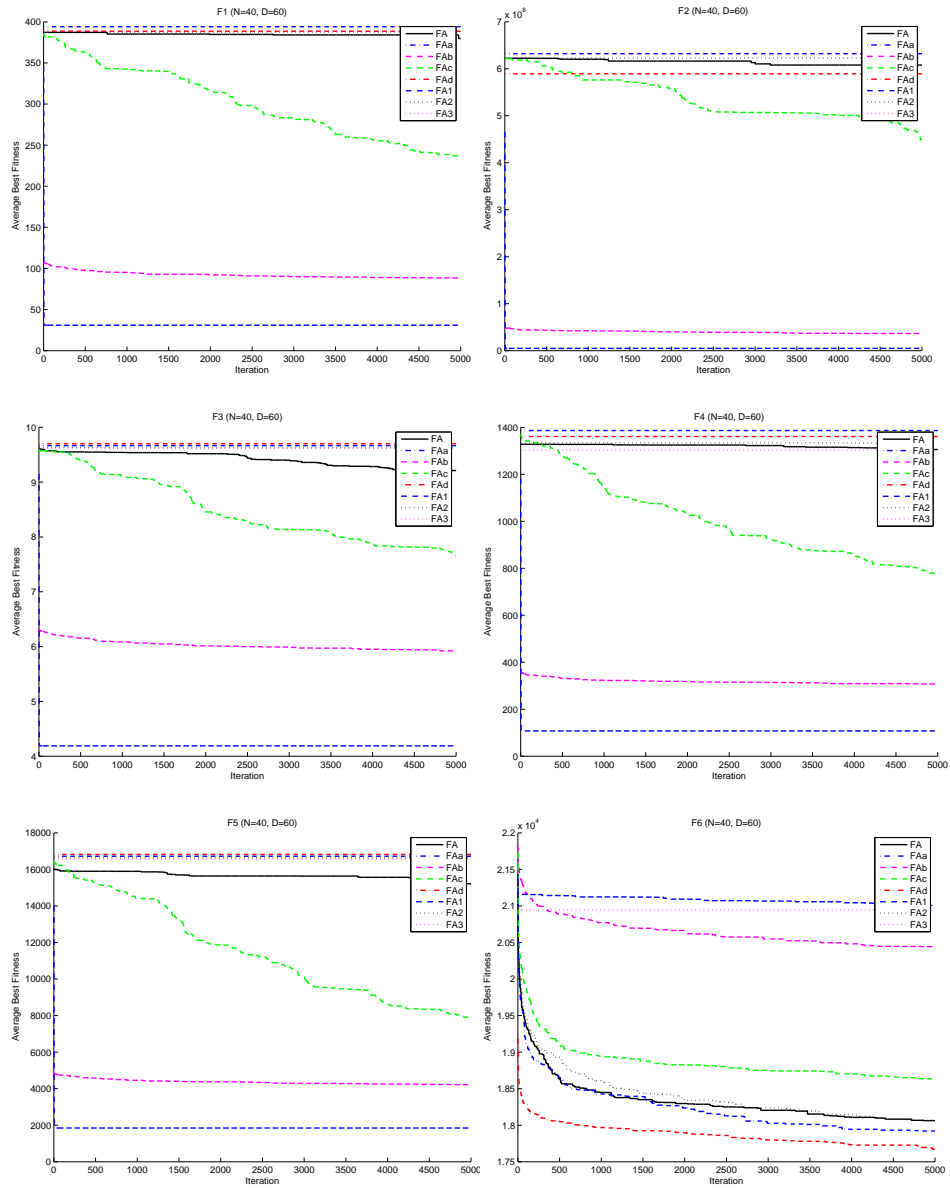 F1 (N=40, D=60)
400
350
300
250
200
150
100
50
0
Average Best Fitness
0 500 1000 1500 2000 2500 3000 3500 4000 4500 5000
Iteration
FA
FAa
FAb
FAc
FAd
FA1
FA2
FA3
F2 (N=40, D=60)
x 10^8
7
6
5
4
3
2
1
0
Average Best Fitness
0 500 1000 1500 2000 2500 3000 3500 4000 4500 5000
Iteration
FA
FAa
FAb
FAc
FAd
FA1
FA2
FA3
F3 (N=40, D=60)
10
9
8
7
6
5
4
Average Best Fitness
0 500 1000 1500 2000 2500 3000 3500 4000 4500 5000
Iteration
FA
FAa
FAb
FAc
FAd
FA1
FA2
FA3
F4 (N=40, D=60)
1400
1200
1000
800
600
400
200
0
Average Best Fitness
0 500 1000 1500 2000 2500 3000 3500 4000 4500 5000
Iteration
FA
FAa
FAb
FAc
FAd
FA1
FA2
FA3
F5 (N=40, D=60)
18000
16000
14000
12000
10000
8000
6000
4000
2000
0
Average Best Fitness
0 500 1000 1500 2000 2500 3000 3500 4000 4500 5000
Iteration
FA
FAa
FAb
FAc
FAd
FA1
FA2
FA3
F6 (N=40, D=60)
x 10^4
2.2
2.15
2.1
2.05
2
1.95
1.9
1.85
1.8
1.75
Average Best Fitness
0 500 1000 1500 2000 2500 3000 3500 4000 4500 5000
Iteration
FA
FAa
FAb
FAc
FAd
FA1
FA2
FA3